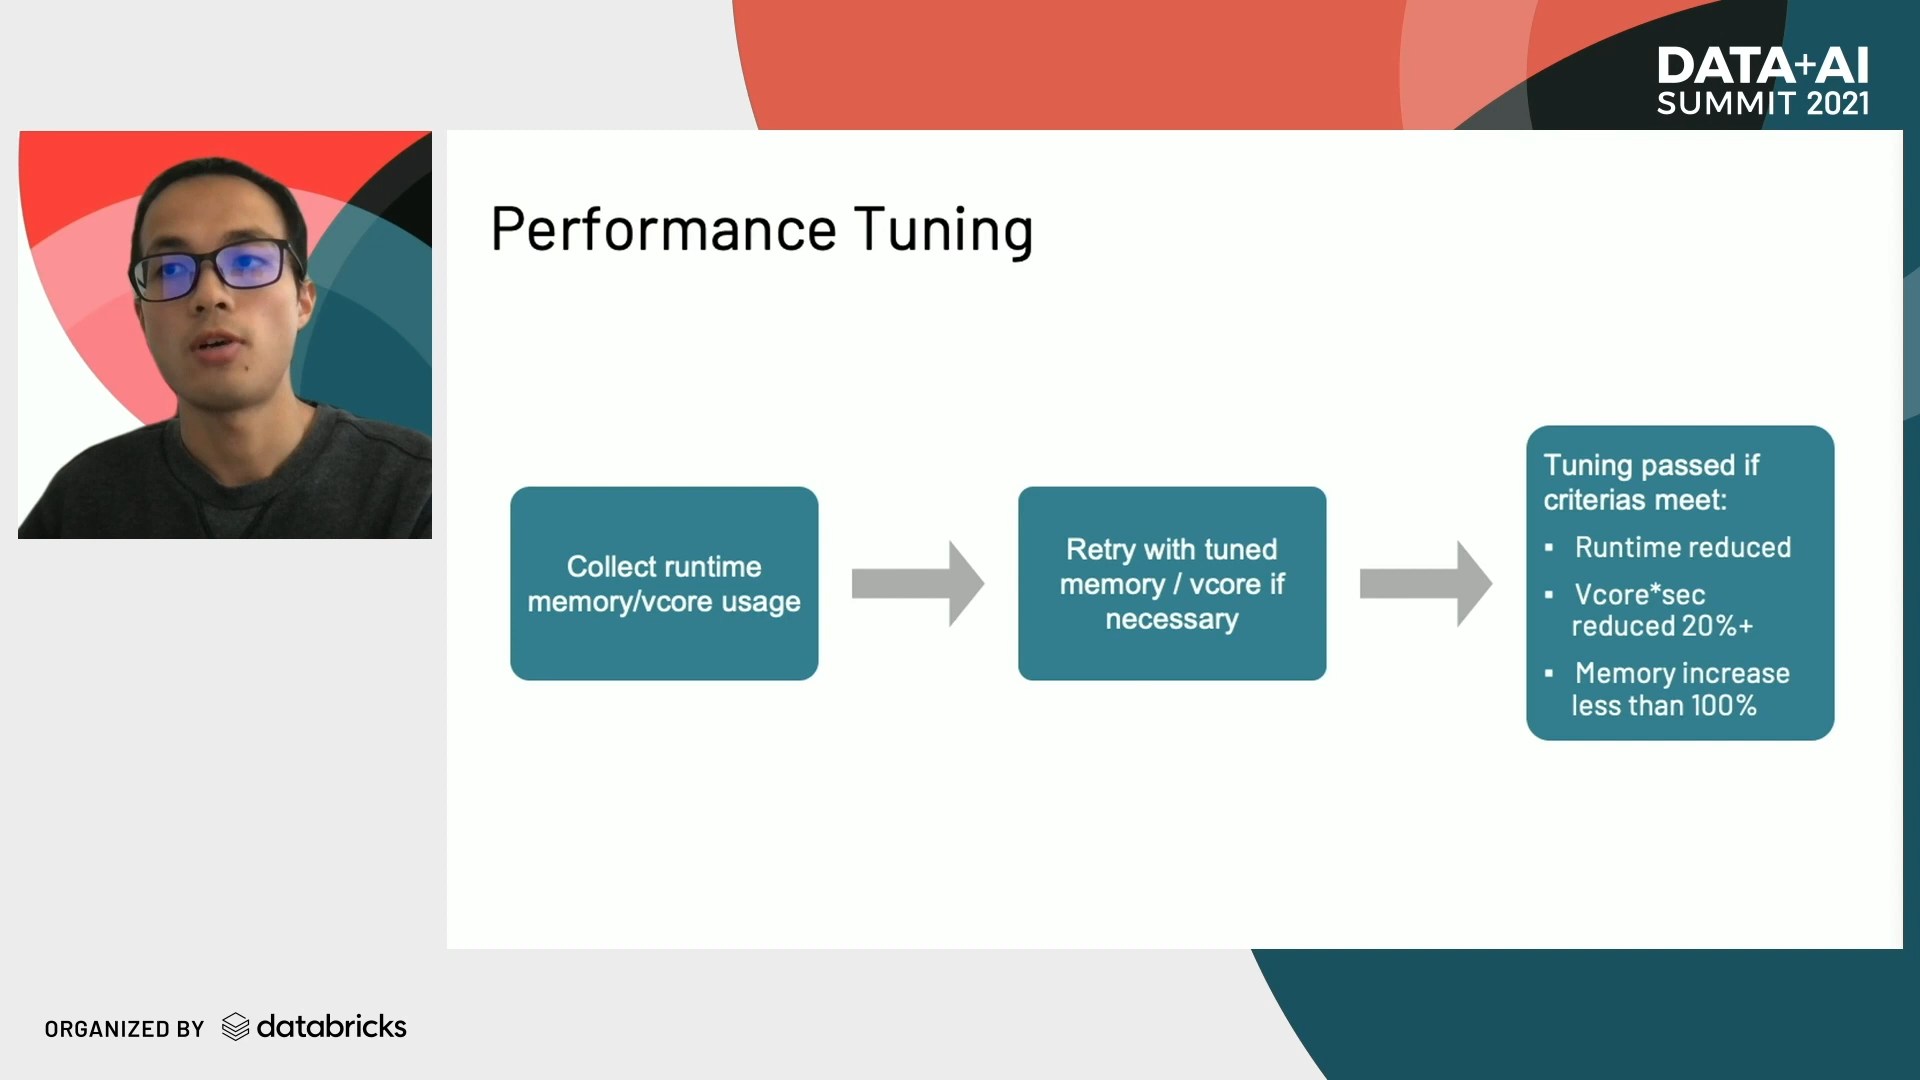 DATA+AI
SUMMIT 2021
Performance Tuning
Collect runtime
memory/vcore usage
Retry with tuned
memory / vcore if
necessary
Tuning passed if
criterias meet:
▪ Runtime reduced
▪ Vcore*sec
reduced 20%+
▪ Memory increase
less than 100%
ORGANIZED BY databricks